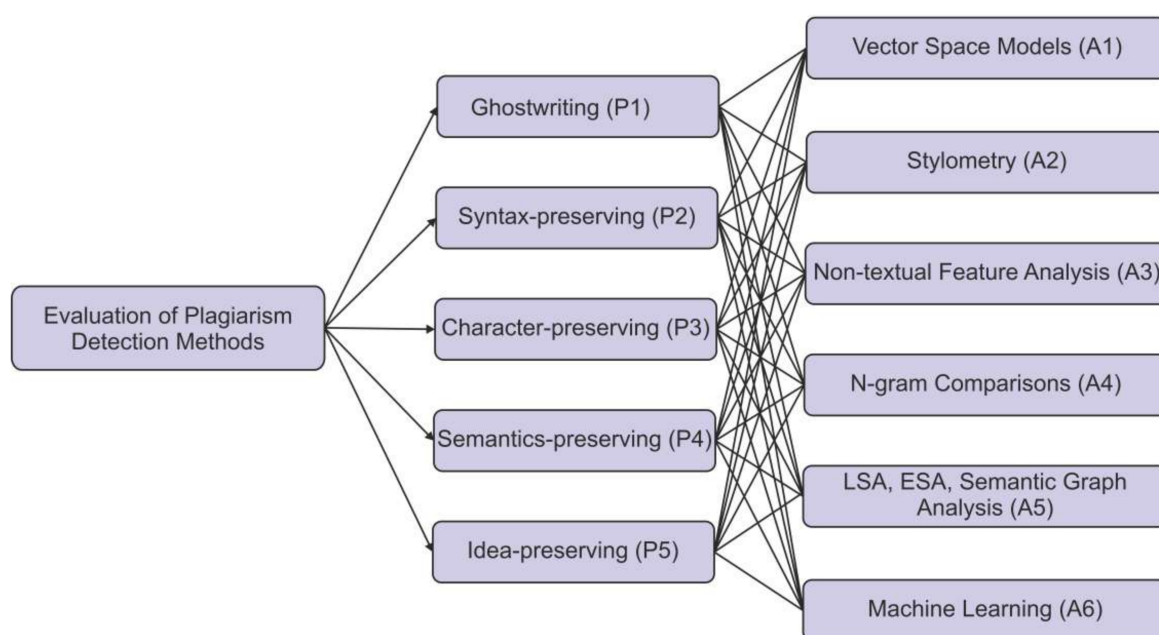 Evaluation of Plagiarism
Detection Methods
Ghostwriting (P1)
Syntax-preserving (P2)
Character-preserving (P3)
Semantics-preserving (P4)
Idea-preserving (P5)
Vector Space Models (A1)
Stylometry (A2)
Non-textual Feature Analysis (A3)
N-gram Comparisons (A4)
LSA, ESA, Semantic Graph
Analysis (A5)
Machine Learning (A6)